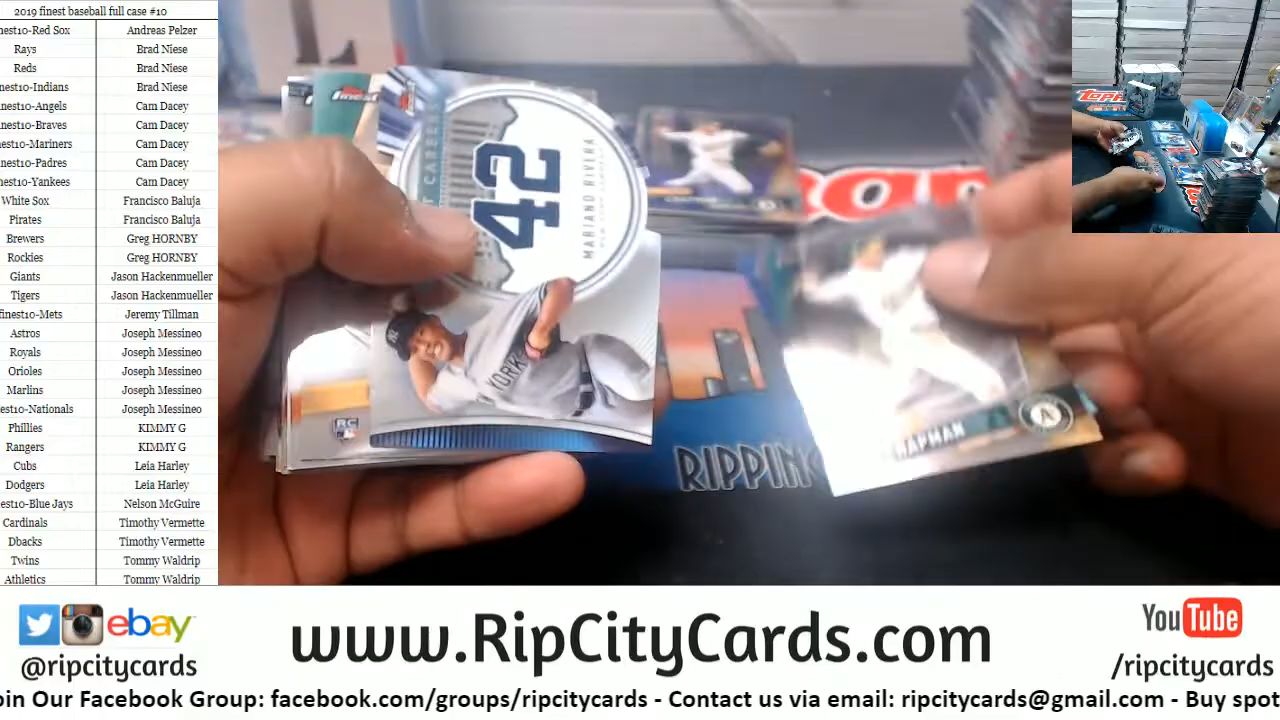 2019 finest baseball full case #10
nest10-Red Sox Andreas Pelzer
Rays Brad Niese
Reds Brad Niese
nest10-Indians Brad Niese
nest10-Angels Cam Dacey
nest10-Braves Cam Dacey
nest10-Mariners Cam Dacey
nest10-Padres Cam Dacey
nest10-Yankees Cam Dacey
White Sox Francisco Baluja
Pirates Francisco Baluja
Brewers Greg HORNBY
Rockies Greg HORNBY
Giants Jason Hackenmueller
Tigers Jason Hackenmueller
finest10-Mets Jeremy Tillman
Astros Joseph Messineo
Royals Joseph Messineo
Orioles Joseph Messineo
Marlins Joseph Messineo
nest10-Nationals Joseph Messineo
Phillies KIMMY G
Rangers KIMMY G
Cubs Leia Harley
Dodgers Leia Harley
est10-Blue Jays Nelson McGuire
Cardinals Timothy Vermette
Dbacks Timothy Vermette
Twins Tommy Waldrip
Athletics Tommy Waldrip
finest
42
MARIANO RIVERA
YORK
RC
HAPMAN
A
RIPPIN
TOPP
ebay
@ripcitycards
www.RipCityCards.com
YouTube
/ripcitycards
oin Our Facebook Group: facebook.com/groups/ripcitycards - Contact us via email: ripcitycards@gmail.com - Buy spot